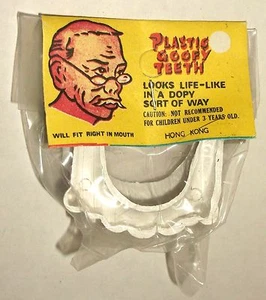 PLASTIC
GOOFY
TEETH
LOOKS LIFE-LIKE
IN A DOPY
SORT OF WAY
CAUTION: NOT RECOMMENDED
FOR CHILDREN UNDER 3 YEARS OLD.
WILL FIT RIGHT IN MOUTH
HONG KONG